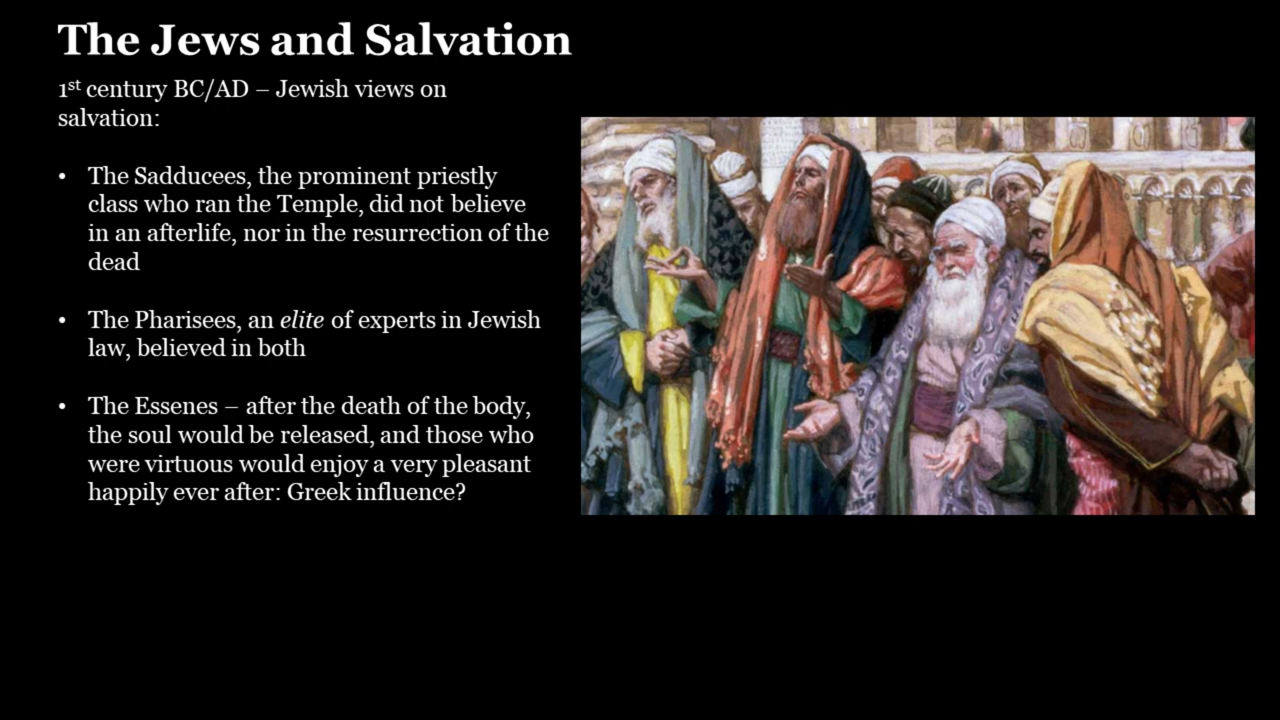 The Jews and Salvation
1st century BC/AD – Jewish views on
salvation:
• The Sadducees, the prominent priestly
class who ran the Temple, did not believe
in an afterlife, nor in the resurrection of the
dead
• The Pharisees, an elite of experts in Jewish
law, believed in both
• The Essenes – after the death of the body,
the soul would be released, and those who
were virtuous would enjoy a very pleasant
happily ever after: Greek influence?